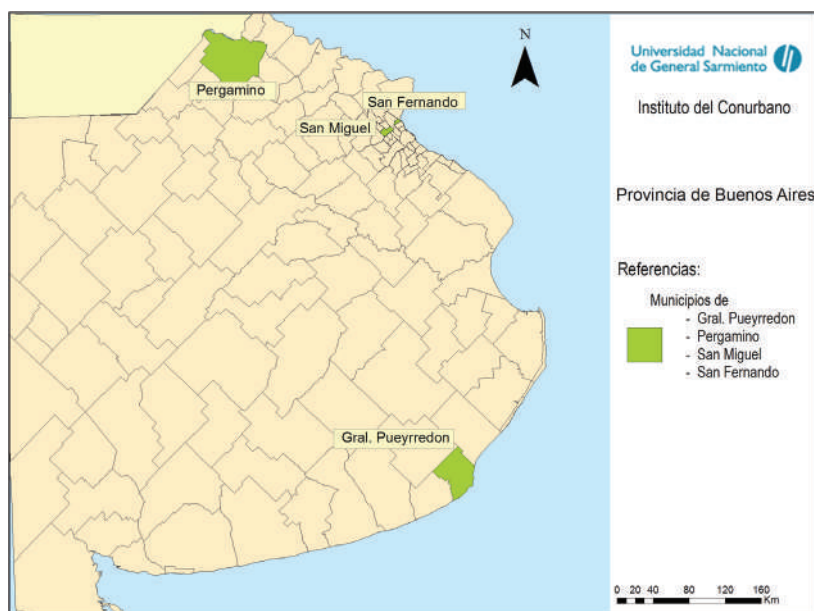 Pergamino
San Fernando
San Miguel
Gral. Pueyrredon
N
Universidad Nacional
de General Sarmiento
Instituto del Conurbano
Provincia de Buenos Aires
Referencias:
Municipios de
- Gral. Pueyrredon
- Pergamino
- San Miguel
- San Fernando
0 20 40 80 120 160
Km